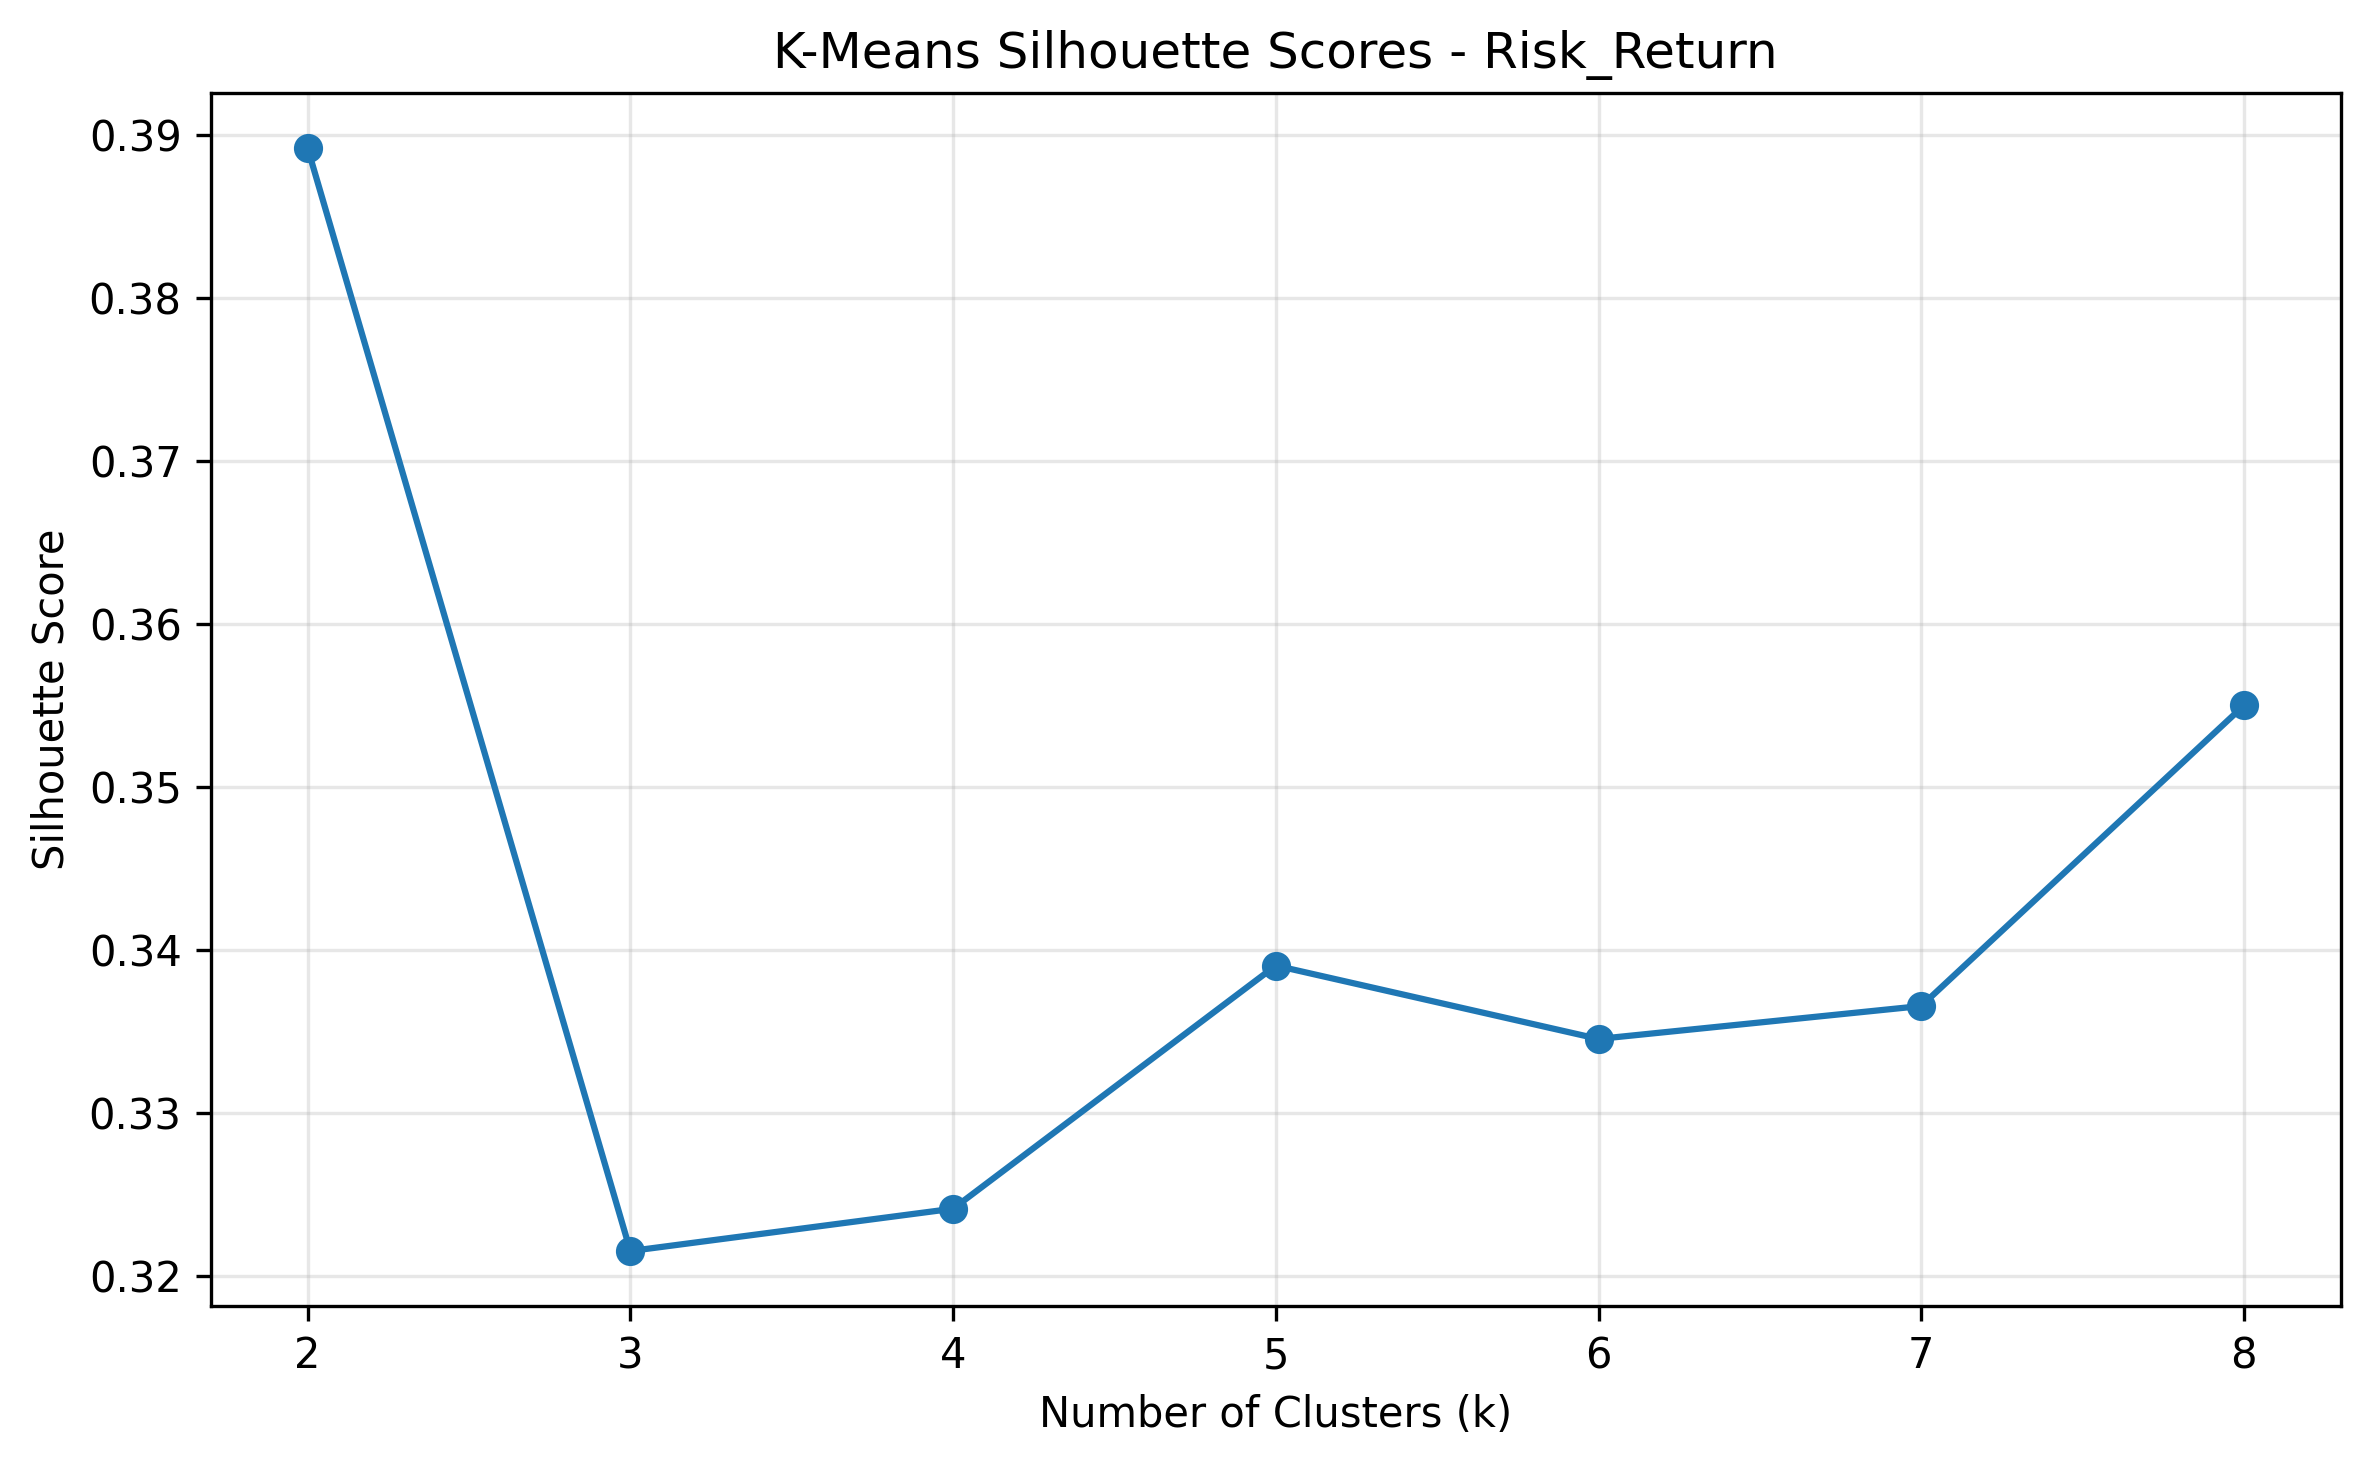 K-Means Silhouette Scores - Risk_Return
0.39
0.38
0.37
0.36
0.35
0.34
0.33
0.32
Silhouette Score
2 3 4 5 6 7 8
Number of Clusters (k)